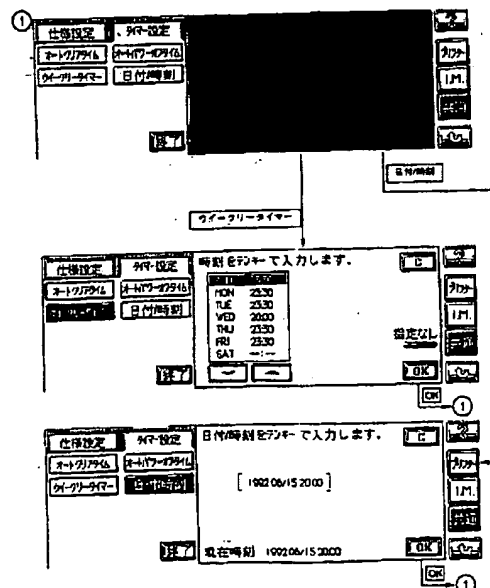 ①
仕様設定 タイマー設定
オートクリアタイム オートパワーオフタイム
ウイークリータイマー 日付/時刻
プリンター
I.M.
終了
日付/時刻
ウイークリータイマー
仕様設定 タイマー設定
時刻をテンキーで入力します。 C
オートクリアタイム オートパワーオフタイム
日付/時刻
MON 23:30
TUE 23:30
WED 20:00
THU 23:30
FRI 23:30
SAT --:--
指定なし
プリンター
I.M.
終了
OK
OK
①
仕様設定 タイマー設定
日付/時刻をテンキーで入力します。 C
オートクリアタイム オートパワーオフタイム
ウイークリータイマー
[ 1992 06/15 20:00 ]
プリンター
I.M.
終了
現在時刻 1992 06/15 20:00
OK
OK
①